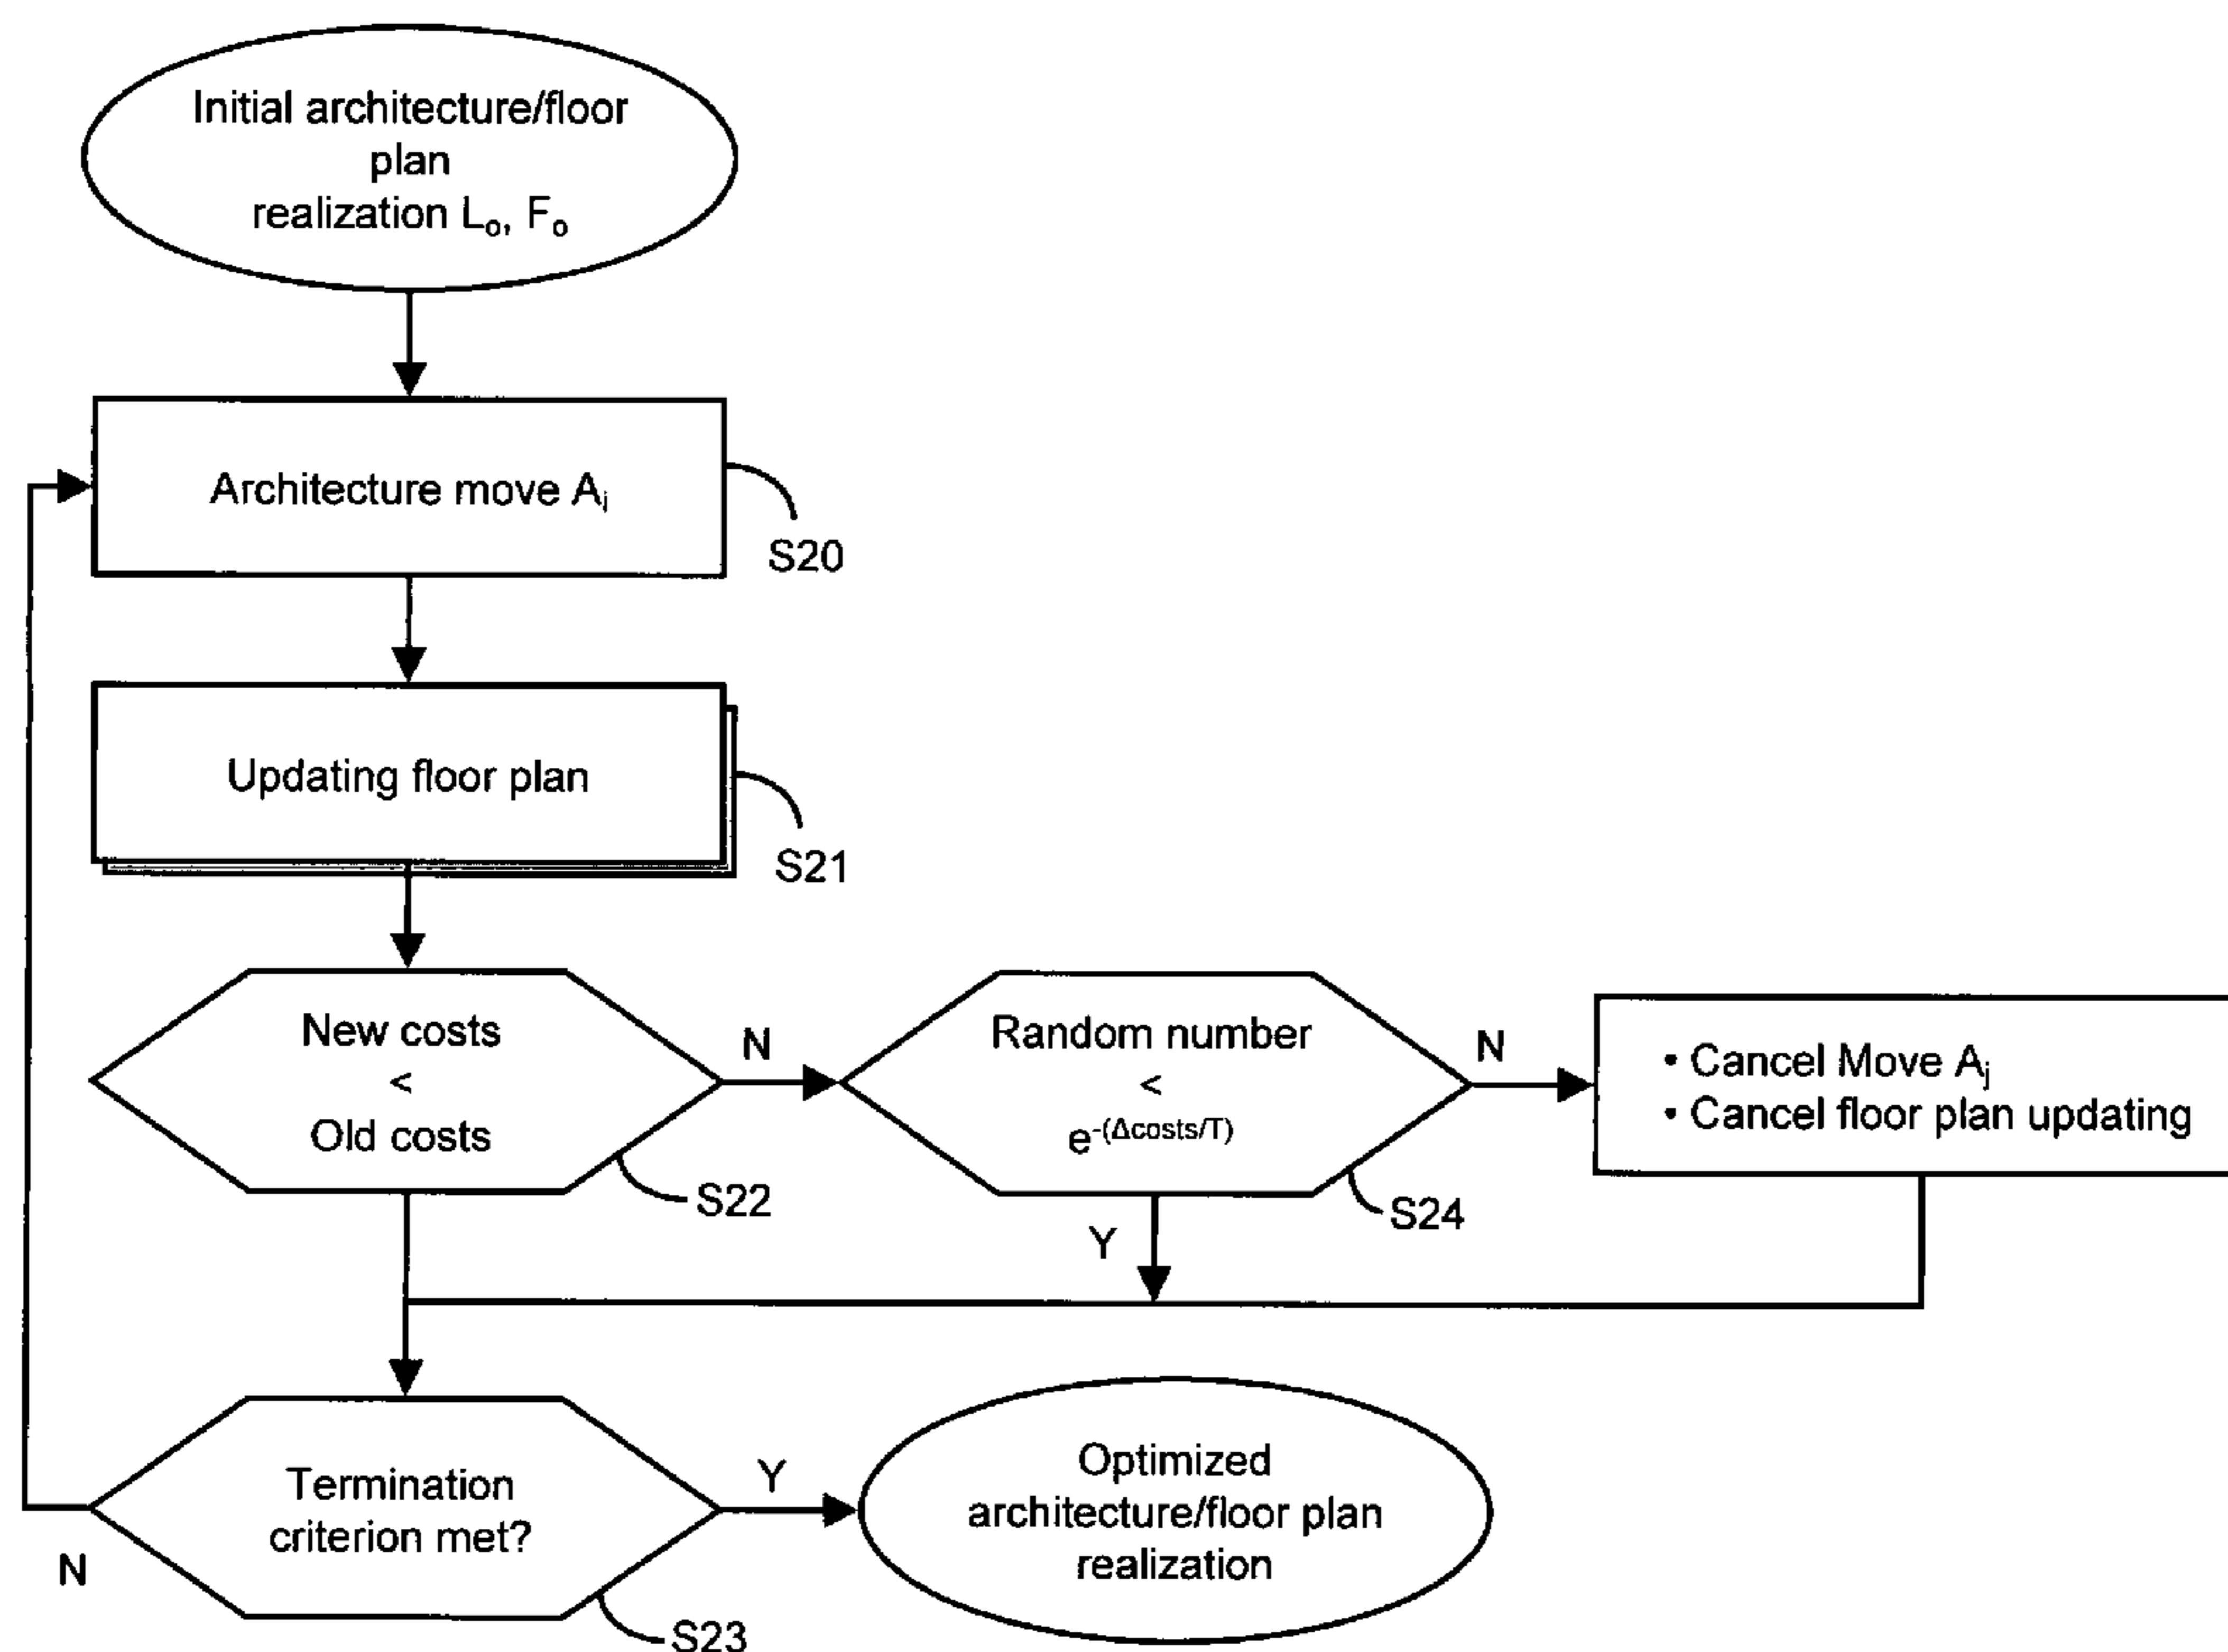 Initial architecture/floor
plan
realization Lₒ, Fₒ
Architecture move Aⱼ
S20
Updating floor plan
S21
New costs
<
Old costs
S22
N
Random number
<
e^-(Δcosts/T)
S24
N
• Cancel Move Aⱼ
• Cancel floor plan updating
Y
Termination
criterion met?
S23
N
Y
Optimized
architecture/floor plan
realization